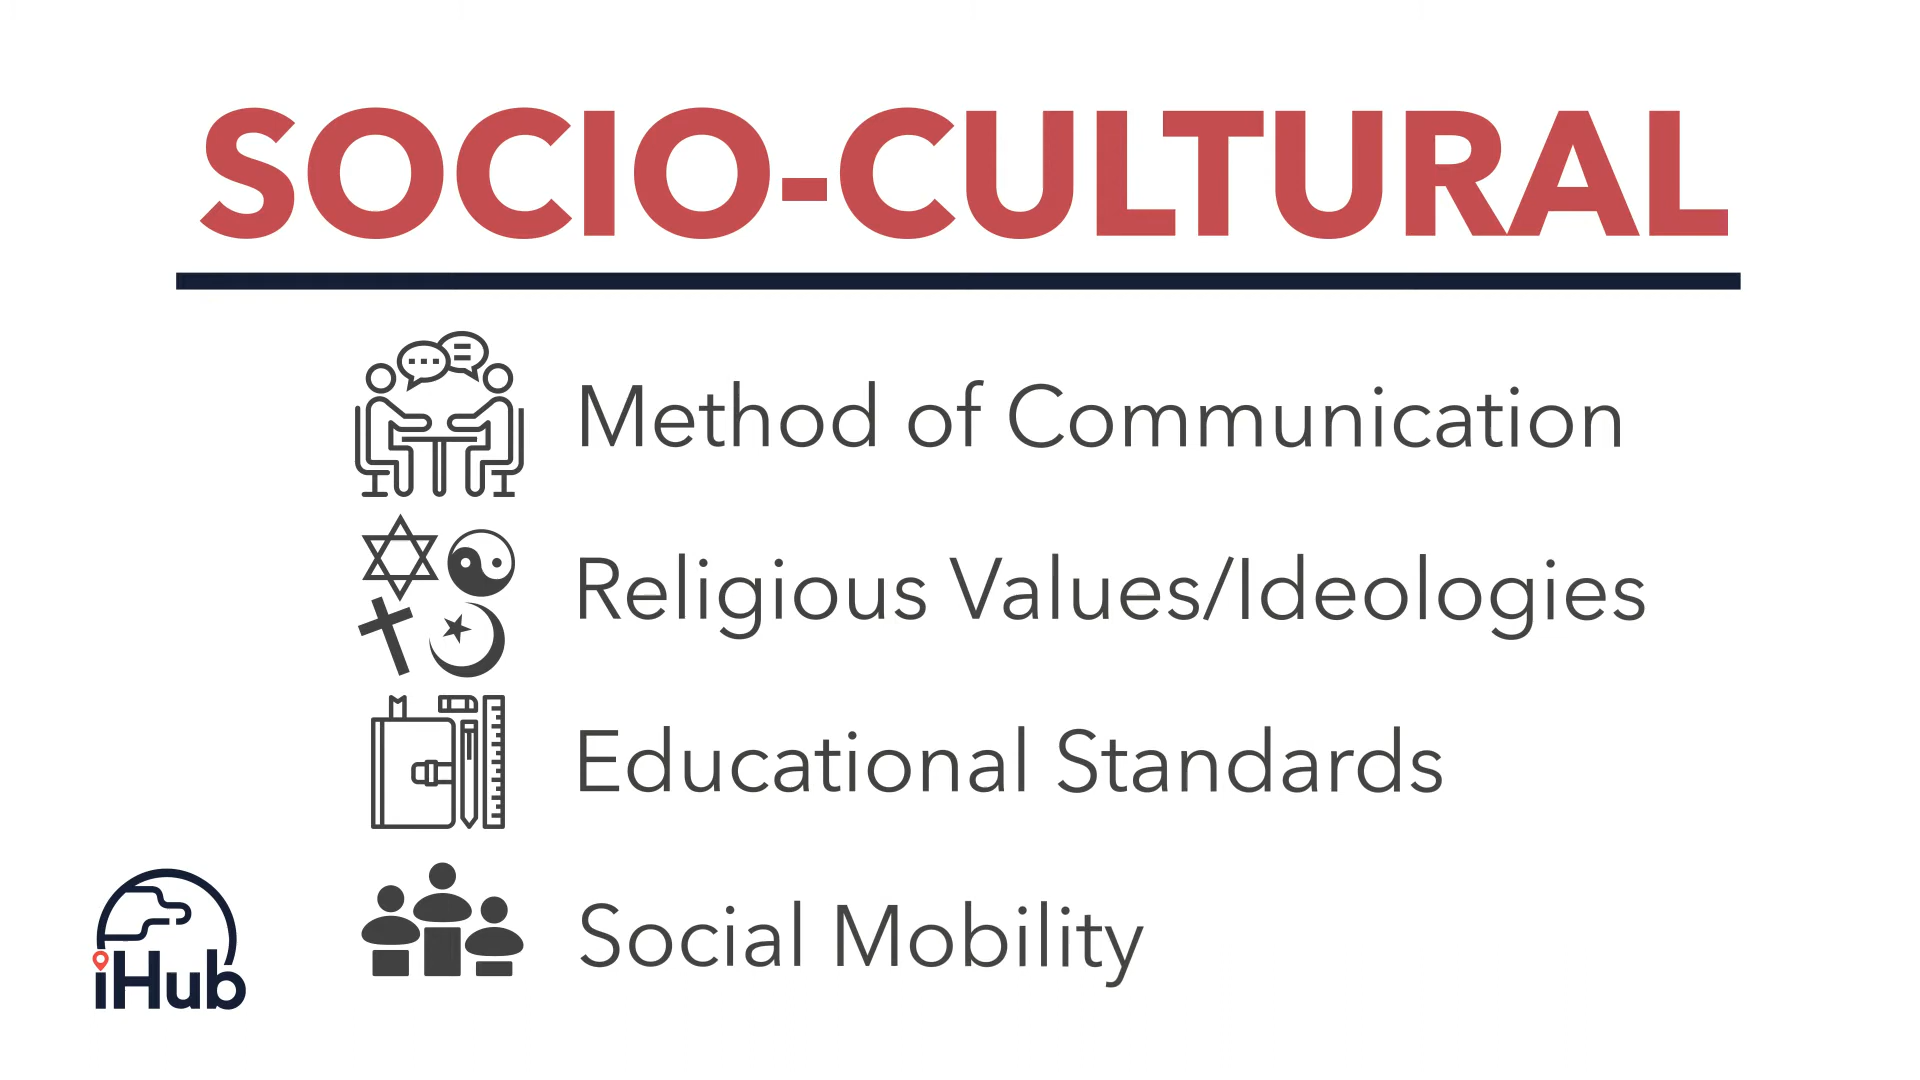 SOCIO-CULTURAL
Method of Communication
Religious Values/Ideologies
Educational Standards
Social Mobility
iHub